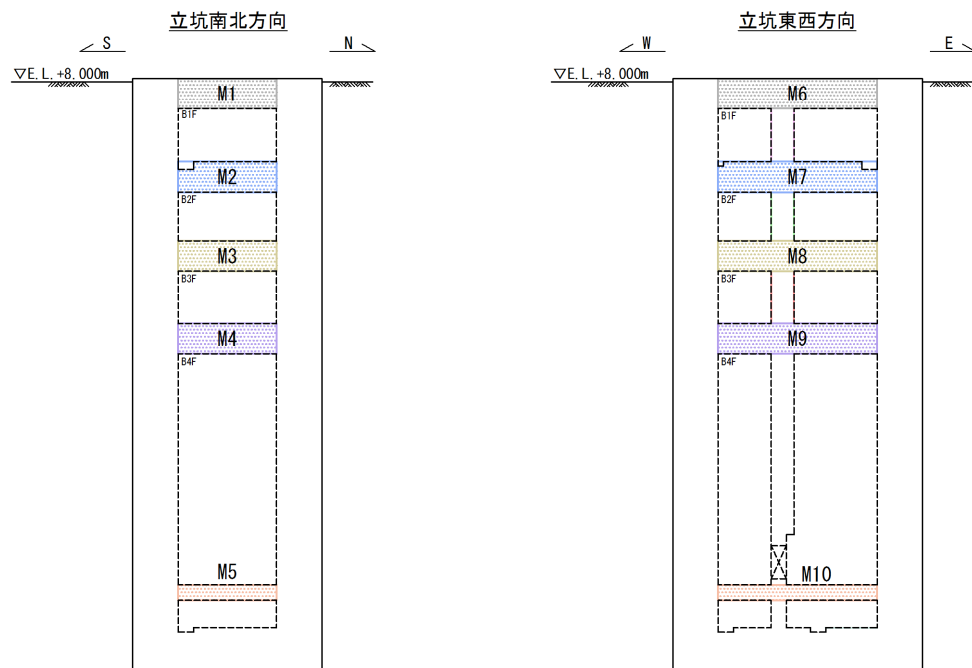 立坑南北方向
S
N
▽E.L.+8.000m
M1
B1F
M2
B2F
M3
B3F
M4
B4F
M5
立坑東西方向
W
E
▽E.L.+8.000m
M6
B1F
M7
B2F
M8
B3F
M9
B4F
M10